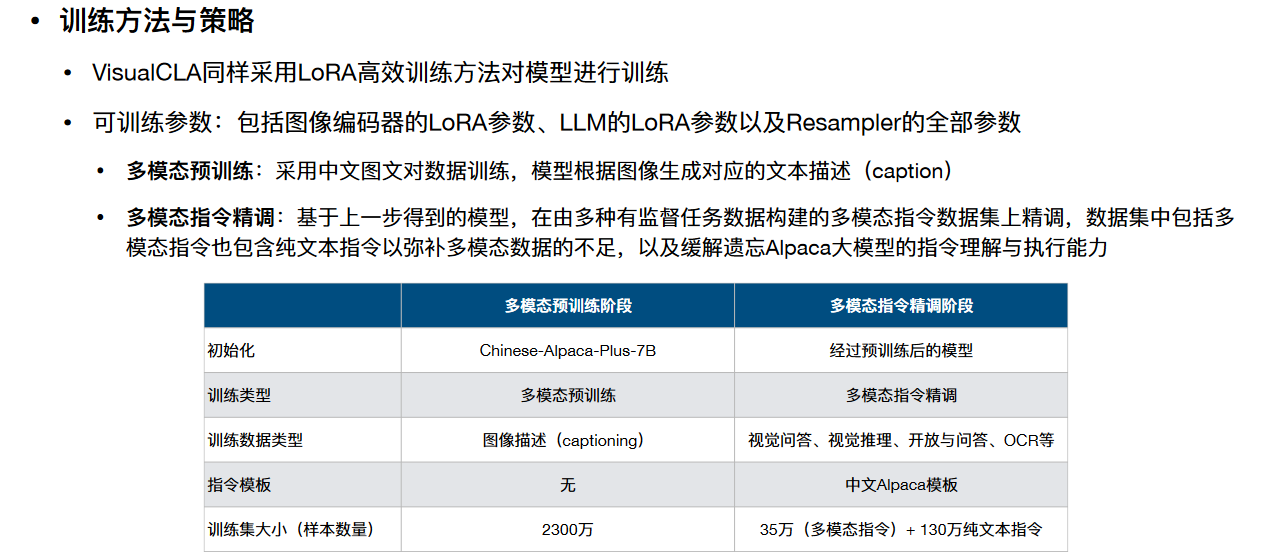 • 训练方法与策略
• VisualCLA同样采用LoRA高效训练方法对模型进行训练
• 可训练参数：包括图像编码器的LoRA参数、LLM的LoRA参数以及Resampler的全部参数
• 多模态预训练：采用中文图文对数据训练，模型根据图像生成对应的文本描述（caption）
• 多模态指令精调：基于上一步得到的模型，在由多种有监督任务数据构建的多模态指令数据集上精调，数据集中包括多
模态指令也包含纯文本指令以弥补多模态数据的不足，以及缓解遗忘Alpaca大模型的指令理解与执行能力
多模态预训练阶段 多模态指令精调阶段
初始化 Chinese-Alpaca-Plus-7B 经过预训练后的模型
训练类型 多模态预训练 多模态指令精调
训练数据类型 图像描述（captioning） 视觉问答、视觉推理、开放与问答、OCR等
指令模板 无 中文Alpaca模板
训练集大小（样本数量） 2300万 35万（多模态指令）+ 130万纯文本指令